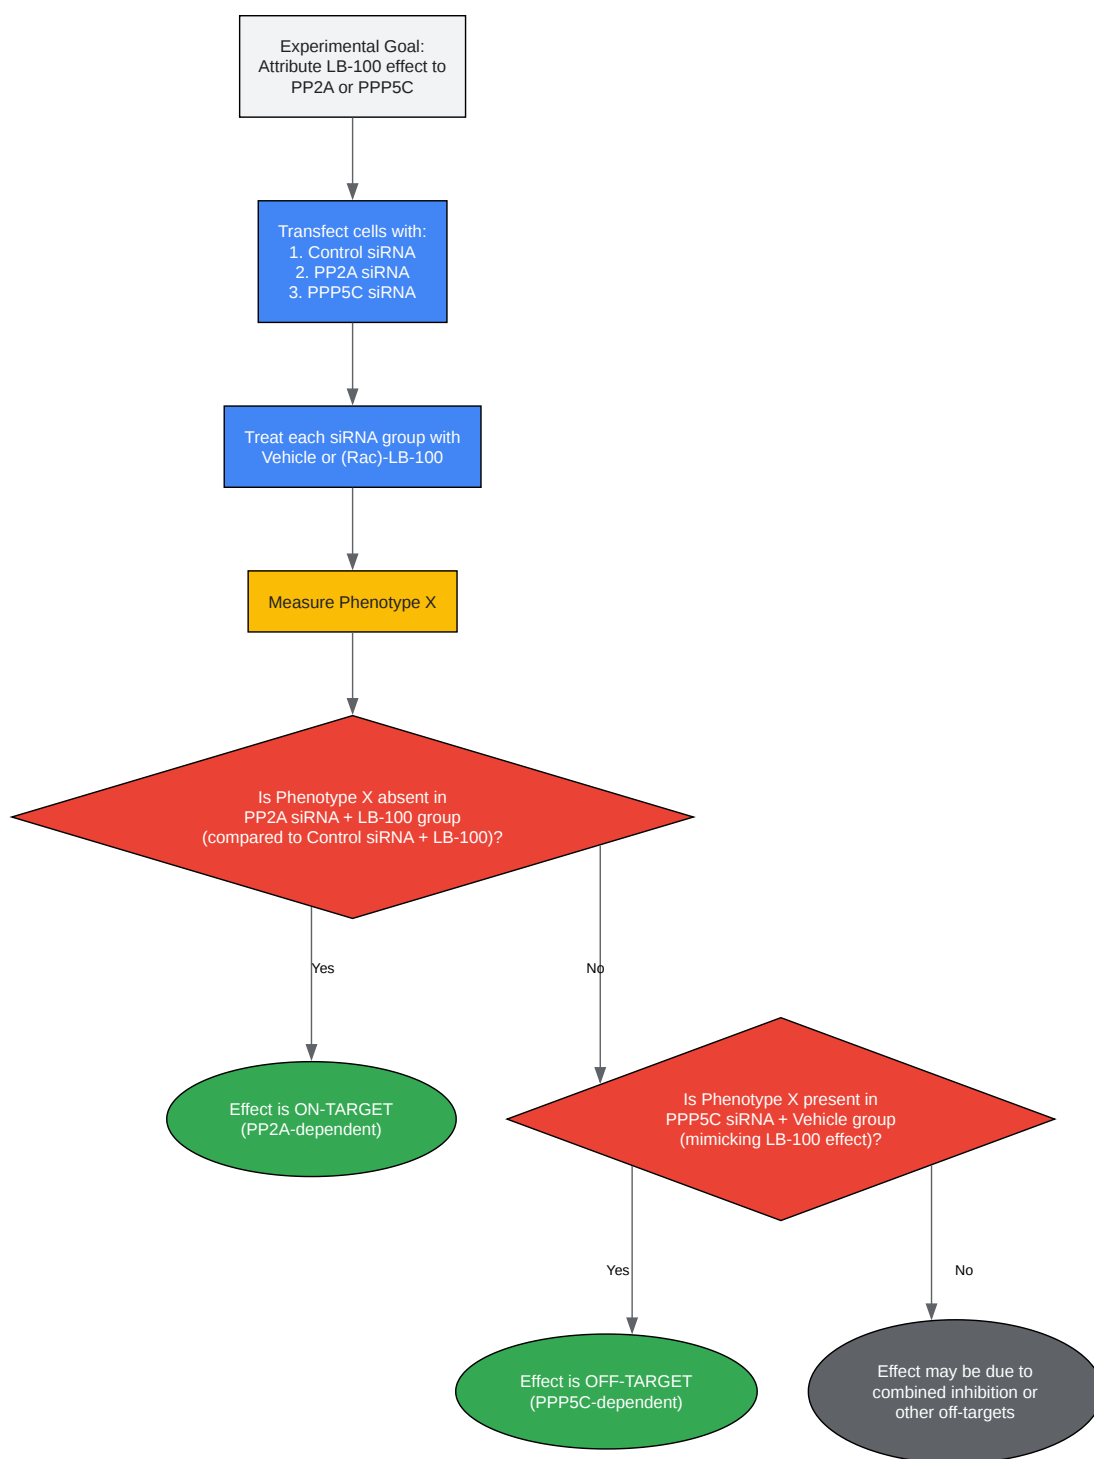 Experimental Goal:
Attribute LB-100 effect to
PP2A or PPP5C
Transfect cells with:
1. Control siRNA
2. PP2A siRNA
3. PPP5C siRNA
Treat each siRNA group with
Vehicle or (Rac)-LB-100
Measure Phenotype X
Is Phenotype X absent in
PP2A siRNA + LB-100 group
(compared to Control siRNA + LB-100)?
Yes
No
Effect is ON-TARGET
(PP2A-dependent)
Is Phenotype X present in
PPP5C siRNA + Vehicle group
(mimicking LB-100 effect)?
Yes
No
Effect is OFF-TARGET
(PPP5C-dependent)
Effect may be due to
combined inhibition or
other off-targets